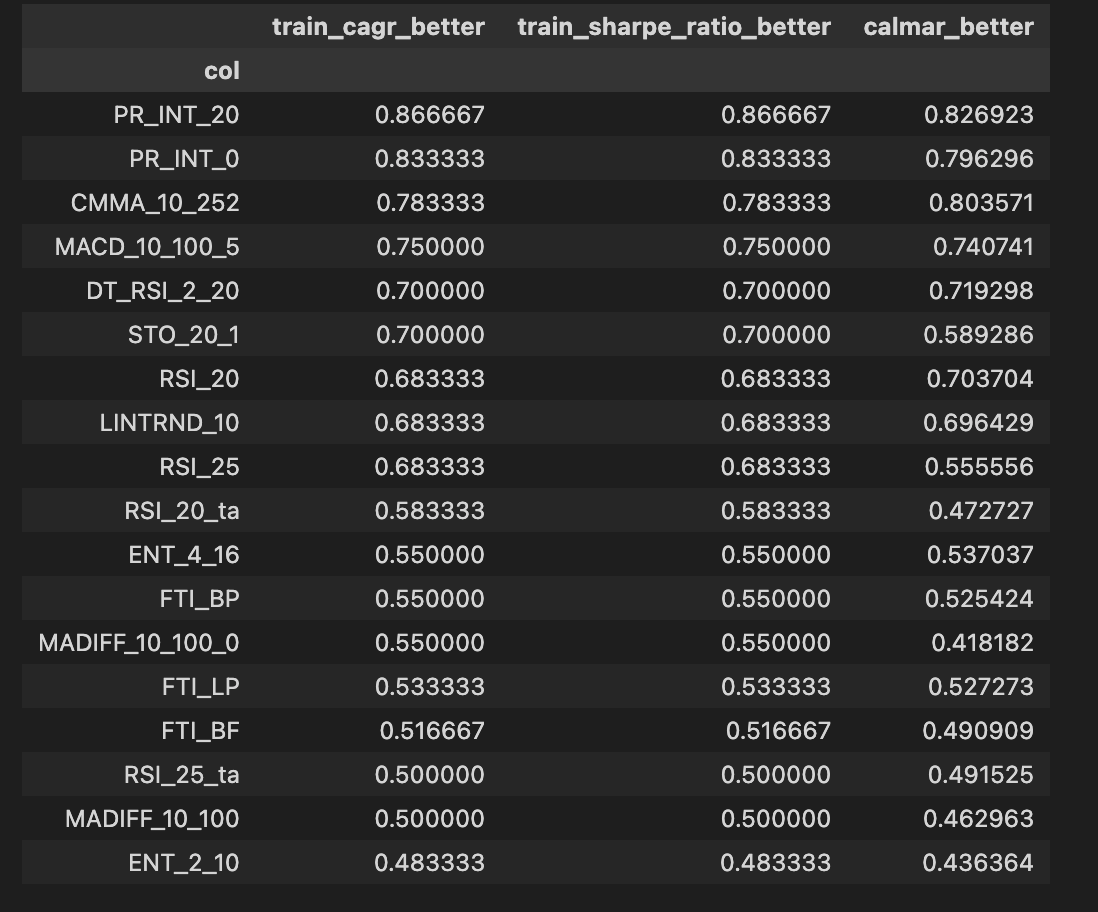 train_cagr_better train_sharpe_ratio_better calmar_better
col
PR_INT_20 0.866667 0.866667 0.826923
PR_INT_0 0.833333 0.833333 0.796296
CMMA_10_252 0.783333 0.783333 0.803571
MACD_10_100_5 0.750000 0.750000 0.740741
DT_RSI_2_20 0.700000 0.700000 0.719298
STO_20_1 0.700000 0.700000 0.589286
RSI_20 0.683333 0.683333 0.703704
LINTRND_10 0.683333 0.683333 0.696429
RSI_25 0.683333 0.683333 0.555556
RSI_20_ta 0.583333 0.583333 0.472727
ENT_4_16 0.550000 0.550000 0.537037
FTI_BP 0.550000 0.550000 0.525424
MADIFF_10_100_0 0.550000 0.550000 0.418182
FTI_LP 0.533333 0.533333 0.527273
FTI_BF 0.516667 0.516667 0.490909
RSI_25_ta 0.500000 0.500000 0.491525
MADIFF_10_100 0.500000 0.500000 0.462963
ENT_2_10 0.483333 0.483333 0.436364